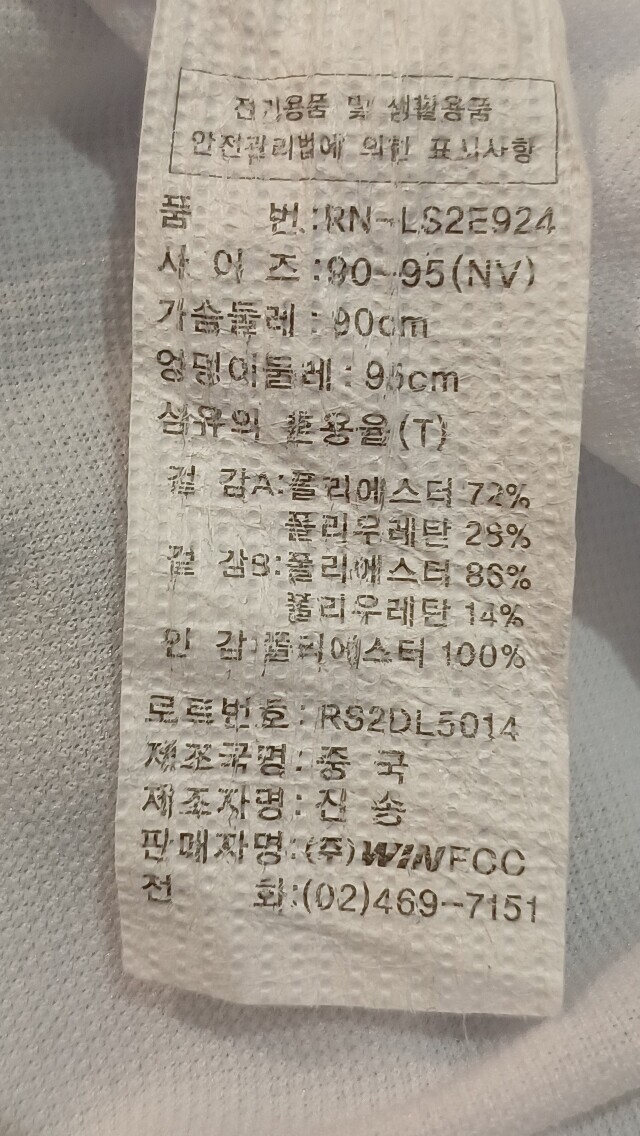 전기용품 및 생활용품
안전관리법에 의한 표시사항
품 번:RN-LS2E924
사 이 즈:90-95(NV)
가슴둘레:90cm
엉덩이둘레:95cm
섬유의 혼용율(T)
겉 감A:폴리에스터 72%
폴리우레탄 28%
겉 감B:폴리에스터 86%
폴리우레탄 14%
안 감:폴리에스터 100%
로트번호:RS2DL5014
제조국명:중 국
제조자명:진 송
판매자명:(주)WINFCC
전 화:(02)469-7151